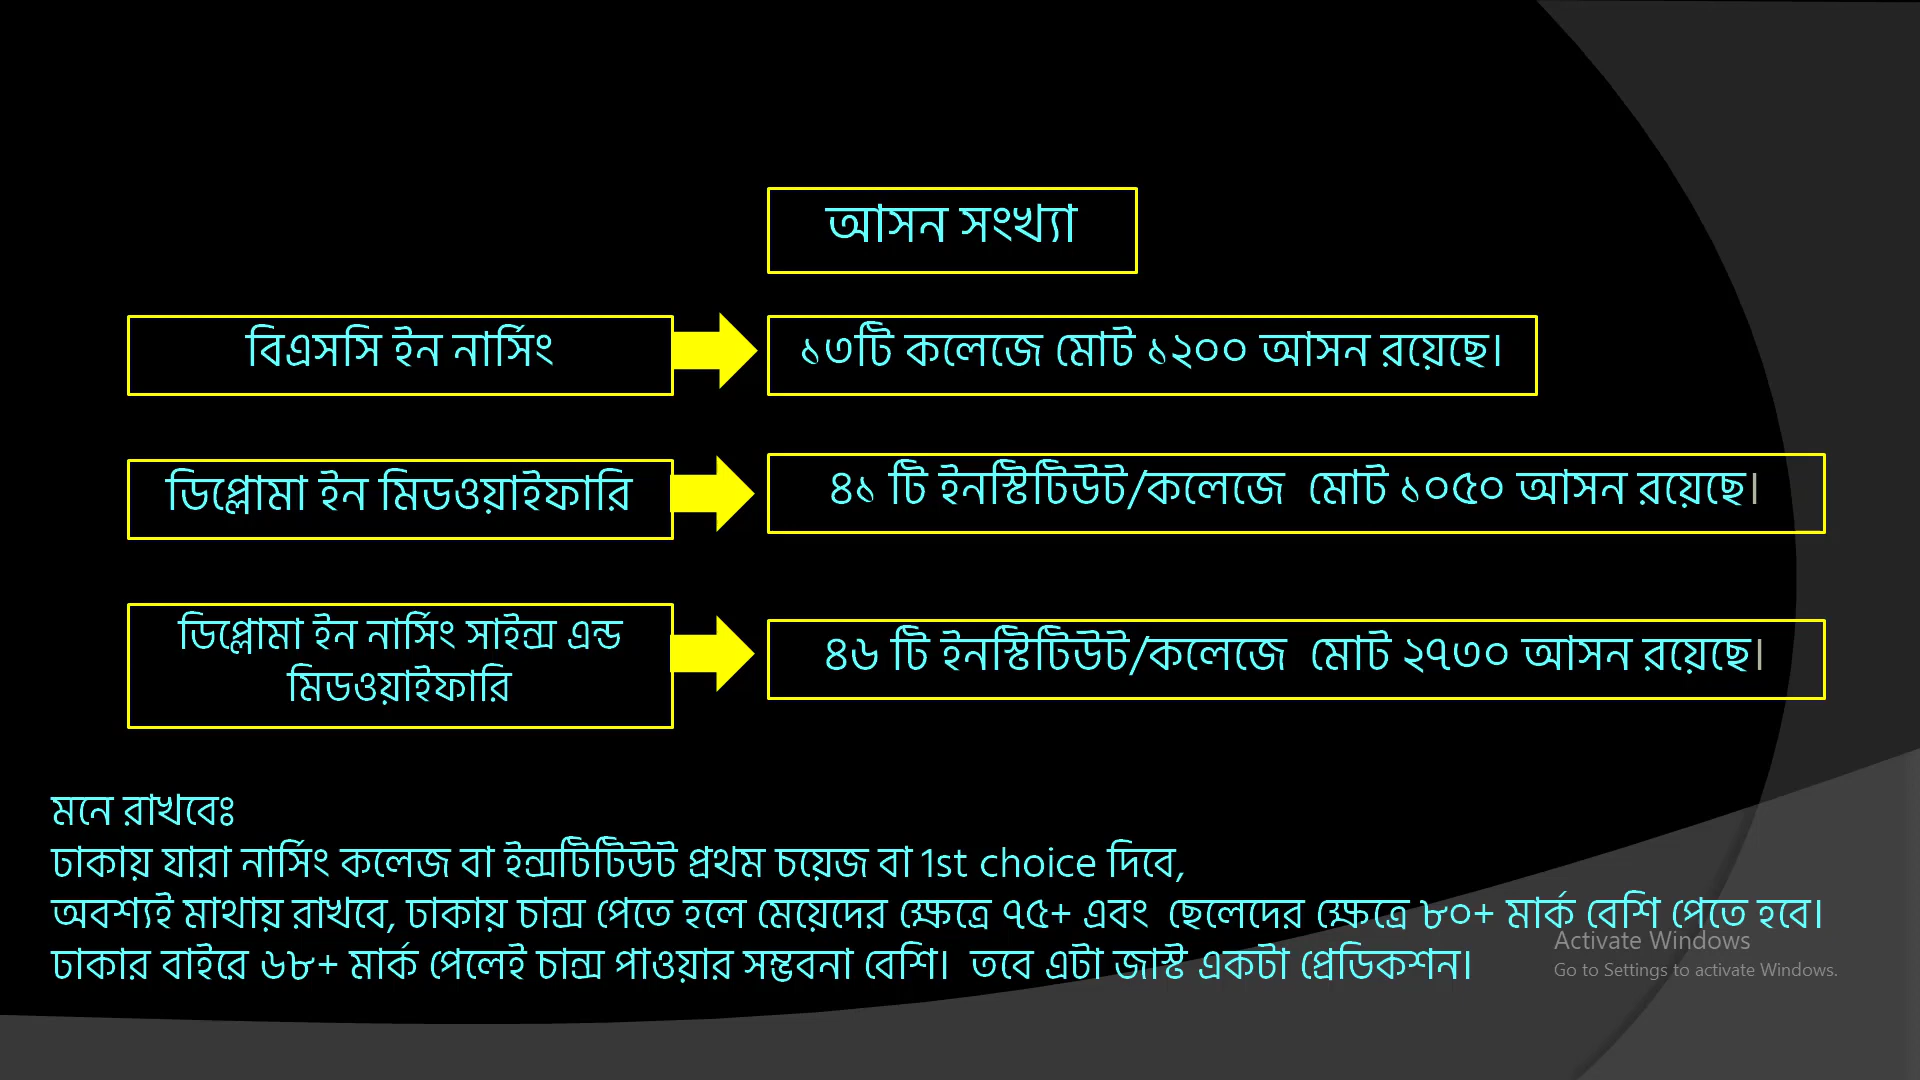 আসন সংখ্যা
বিএসসি ইন নার্সিং
১৩টি কলেজে মোট ১২০০ আসন রয়েছে।
ডিপ্লোমা ইন মিডওয়াইফারি
৪১ টি ইনস্টিটিউট/কলেজে মোট ১০৫০ আসন রয়েছে।
ডিপ্লোমা ইন নার্সিং সাইন্স এন্ড
মিডওয়াইফারি
৪৬ টি ইনস্টিটিউট/কলেজে মোট ২৭৩০ আসন রয়েছে।
মনে রাখবেঃ
ঢাকায় যারা নার্সিং কলেজ বা ইন্সটিটিউট প্রথম চয়েজ বা 1st choice দিবে,
অবশ্যই মাথায় রাখবে, ঢাকায় চান্স পেতে হলে মেয়েদের ক্ষেত্রে ৭৫+ এবং ছেলেদের ক্ষেত্রে ৮০+ মার্ক বেশি পেতে হবে।
ঢাকার বাইরে ৬৮+ মার্ক পেলেই চান্স পাওয়ার সম্ভবনা বেশি। তবে এটা জাস্ট একটা প্রেডিকশন।
Activate Windows
Go to Settings to activate Windows.